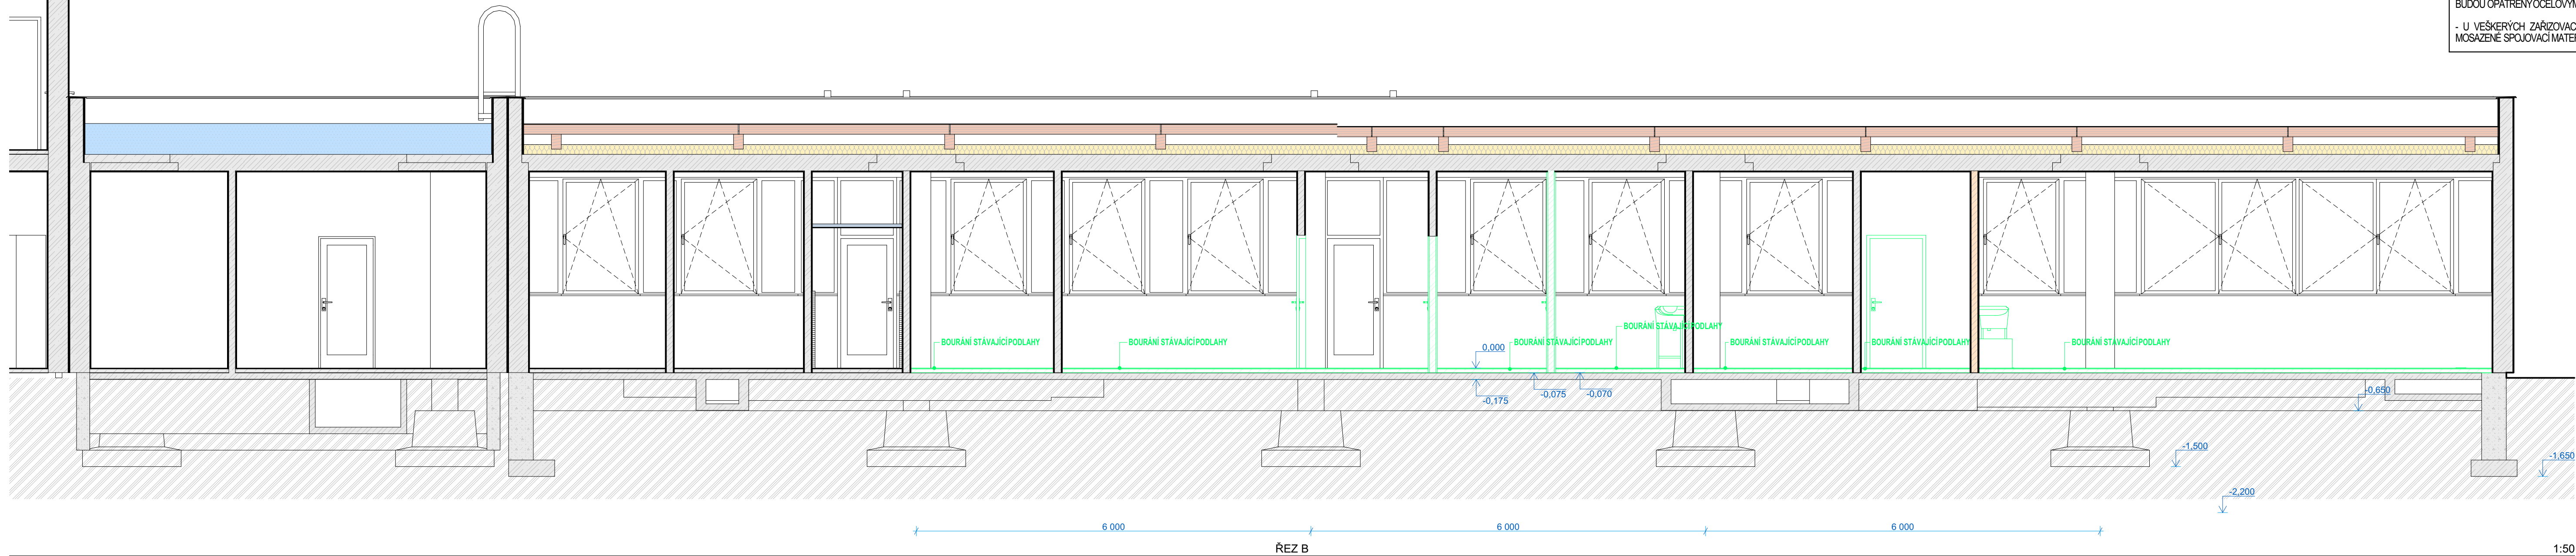 BUDOU OPATŘENY OCELOVÝM
- U VEŠKERÝCH ZAŘIZOVAC
MOSAZENÉ SPOJOVACÍ MATE
BOURÁNÍ STÁVAJÍCÍ PODLAHY
BOURÁNÍ STÁVAJÍCÍ PODLAHY
BOURÁNÍ STÁVAJÍCÍ PODLAHY
BOURÁNÍ STÁVAJÍCÍ PODLAHY
BOURÁNÍ STÁVAJÍCÍ PODLAHY
BOURÁNÍ STÁVAJÍCÍ PODLAHY
BOURÁNÍ STÁVAJÍCÍ PODLAHY
0,000
-0,175
-0,075
-0,070
-0,650
-1,500
-1,650
-2,200
6 000
6 000
6 000
ŘEZ B
1:50